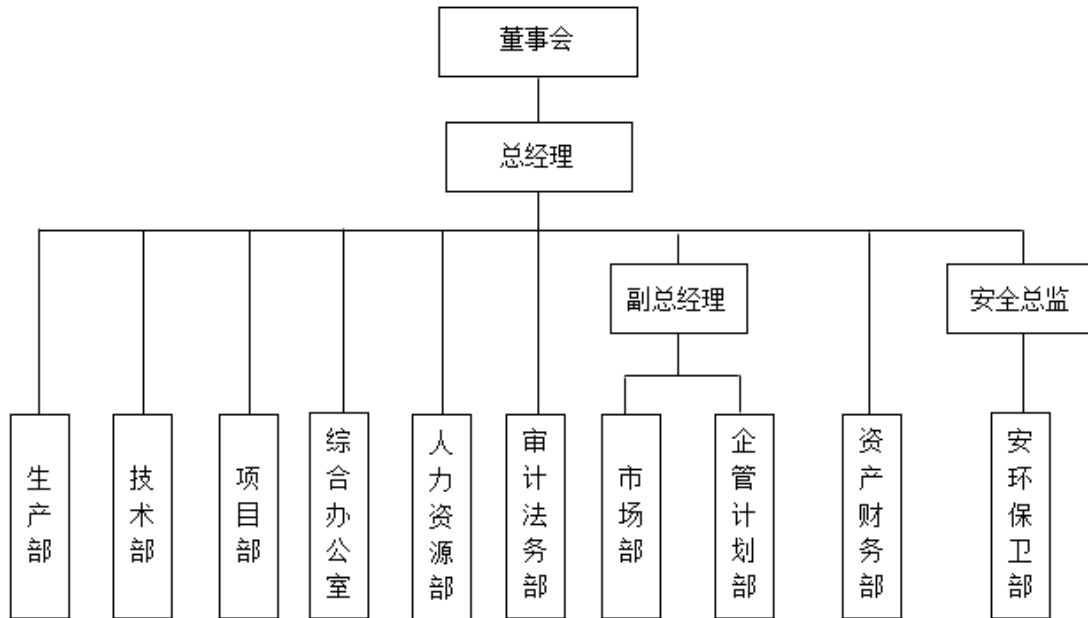 董事会
总经理
副总经理
安全总监
生产部
技术部
项目部
综合办公室
人力资源部
审计法务部
市场部
企管计划部
资产财务部
安环保卫部